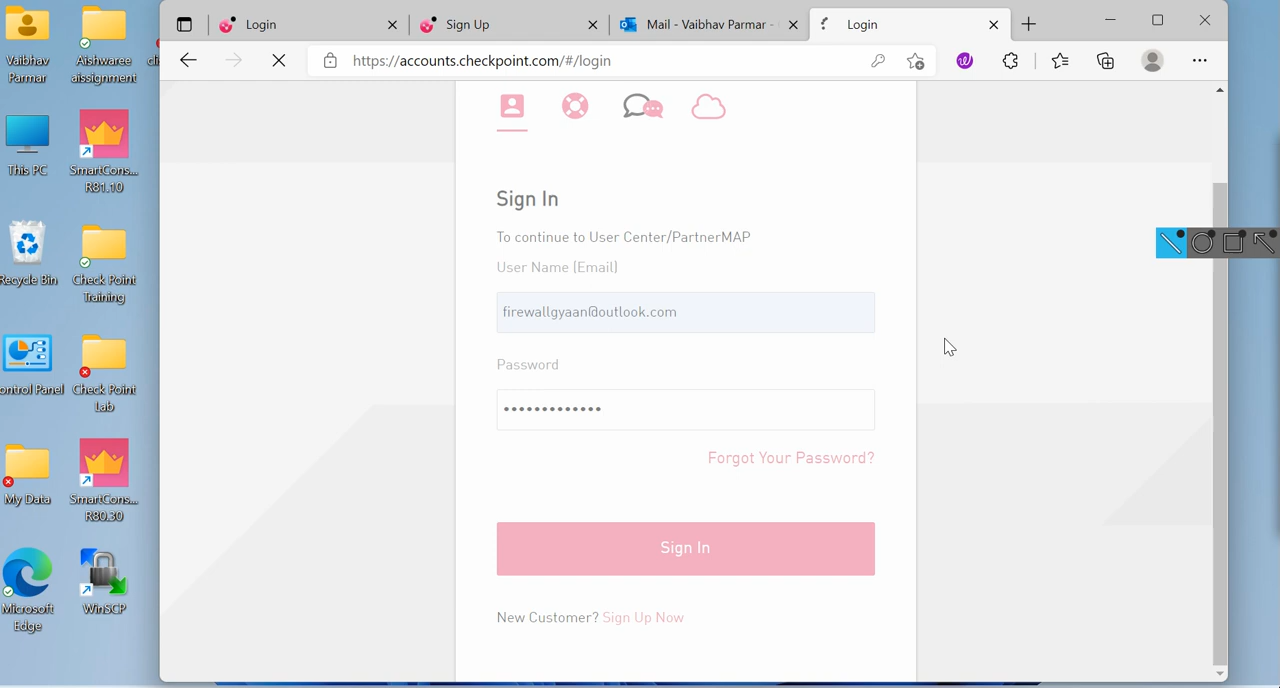 Login
Sign Up
Mail - Vaibhav Parmar -
Login
https://accounts.checkpoint.com/#/login
Vaibhav
Parmar
Aishwaree
assignment
This PC
SmartCons...
R81.10
Recycle Bin
Check Point
Training
ontrol Panel
Check Point
Lab
My Data
SmartCons...
R80.30
Microsoft
Edge
WinSCP
Sign In
To continue to User Center/PartnerMAP
User Name (Email)
firewallgyaan@outlook.com
Password
•••••••••••••
Forgot Your Password?
Sign In
New Customer? Sign Up Now